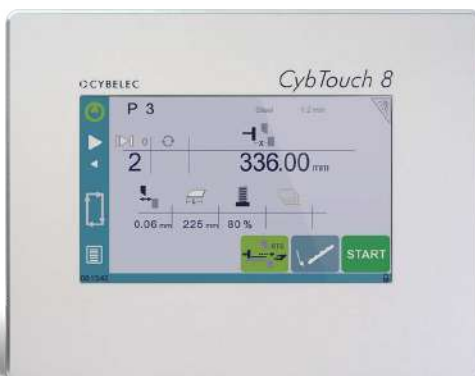 CYBELEC
CybTouch 8
P 3
Steel 1.2 mm
0
X
2
336.00 mm
0.06 mm 225 mm 80 %
RTS
START